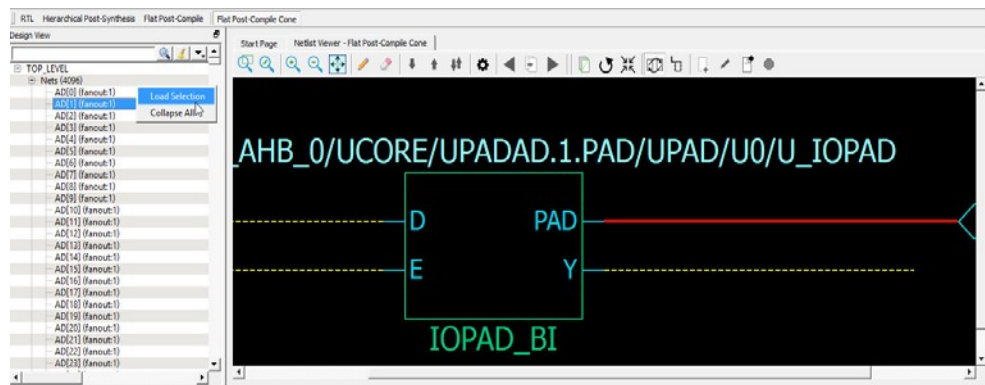 RTL Hierarchical Post-Synthesis Flat Post-Compile Flat Post-Compile Cone
Design View
Start Page Netlist Viewer - Flat Post-Compile Cone
TOP_LEVEL
Nets (4096)
AD[0] (fanout:1)
Load Selection
AD[1] (fanout:1)
Collapse All
AD[2] (fanout:1)
AD[3] (fanout:1)
AD[4] (fanout:1)
AD[5] (fanout:1)
AD[6] (fanout:1)
AD[7] (fanout:1)
AD[8] (fanout:1)
AD[9] (fanout:1)
AD[10] (fanout:1)
AD[11] (fanout:1)
AD[12] (fanout:1)
AD[13] (fanout:1)
AD[14] (fanout:1)
AD[15] (fanout:1)
AD[16] (fanout:1)
AD[17] (fanout:1)
AD[18] (fanout:1)
AD[19] (fanout:1)
AD[20] (fanout:1)
AD[21] (fanout:1)
AD[22] (fanout:1)
AD[23] (fanout:1)
_AHB_0/UCORE/UPADAD.1.PAD/UPAD/U0/U_IOPAD
D PAD
E Y
IOPAD_BI